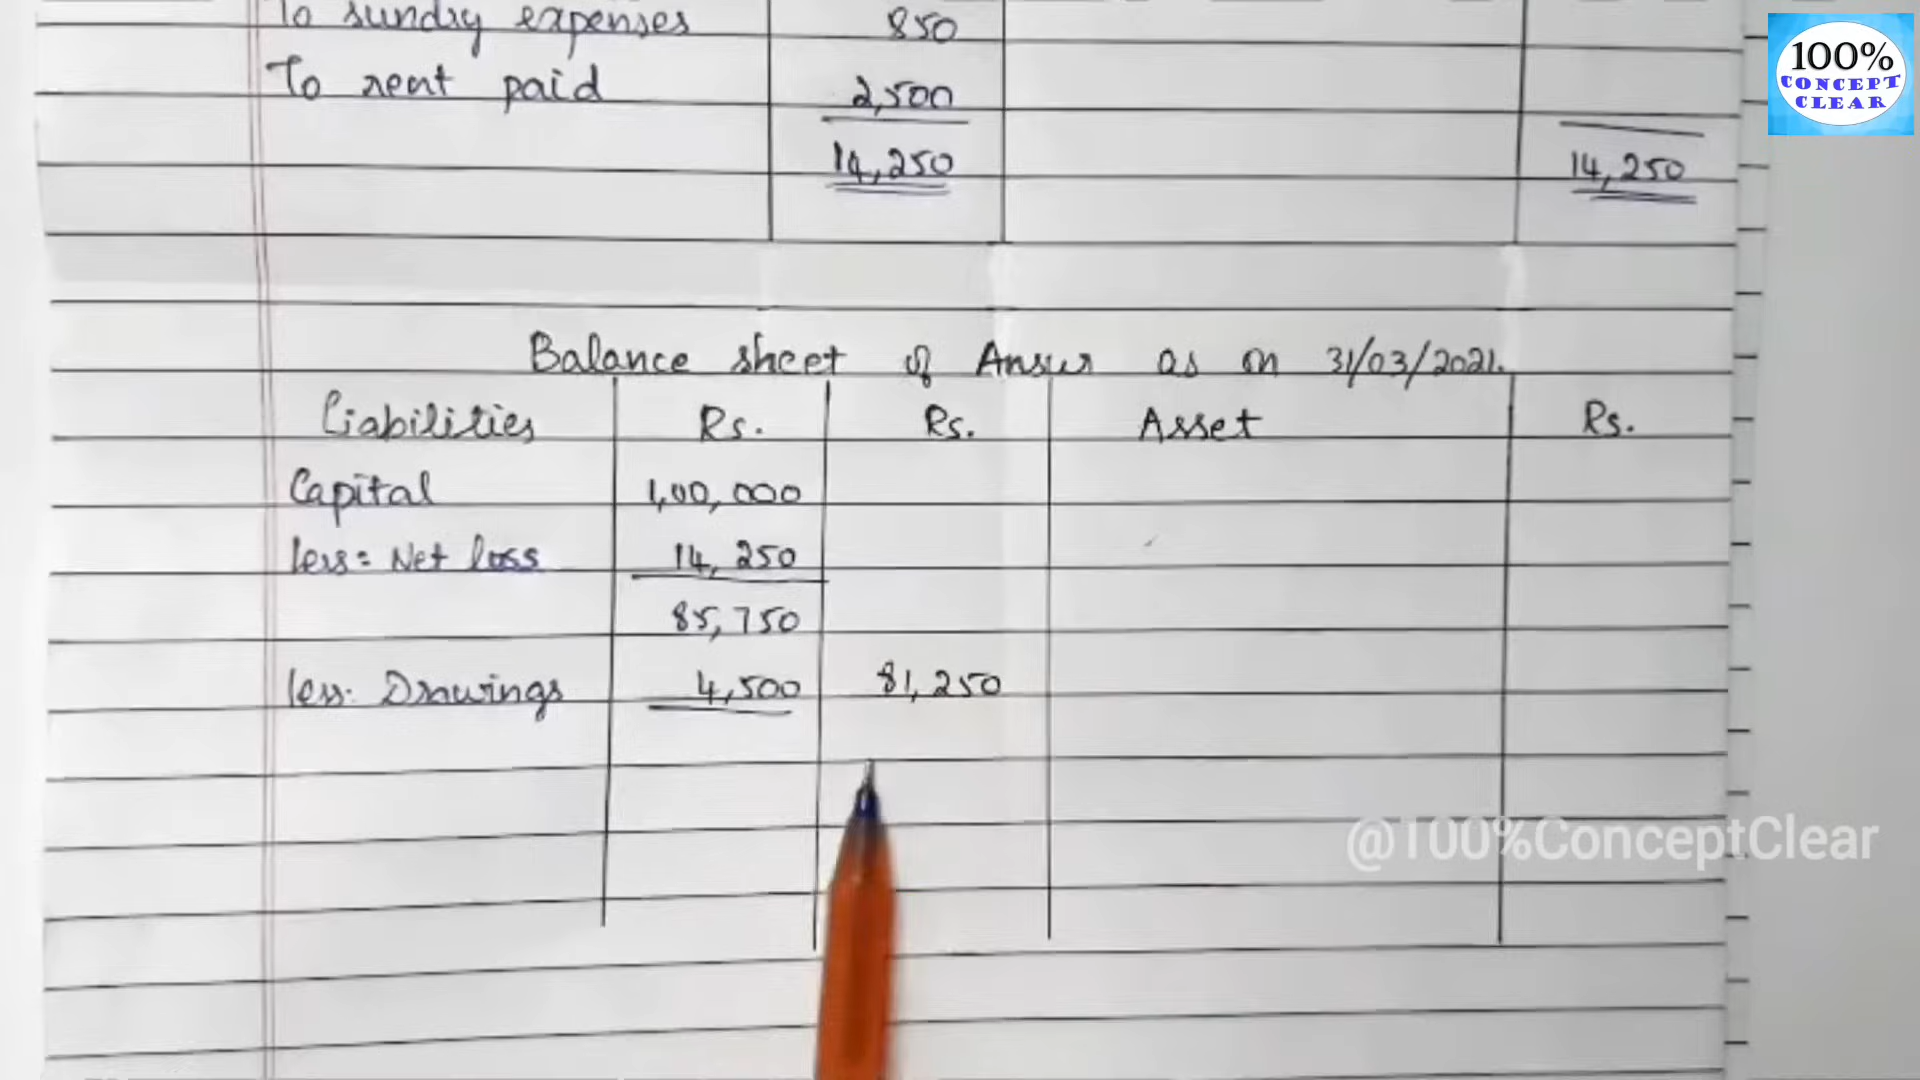 To sundry expenses 850
To rent paid 2,500
14,250 14,250
100%
CONCEPT
CLEAR
Balance sheet of Ansur as on 31/03/2021.
Liabilities Rs. Rs. Asset Rs.
Capital 1,00,000
less: Net loss 14,250
85,750
less: Drawings 4,500 81,250
@100%ConceptClear